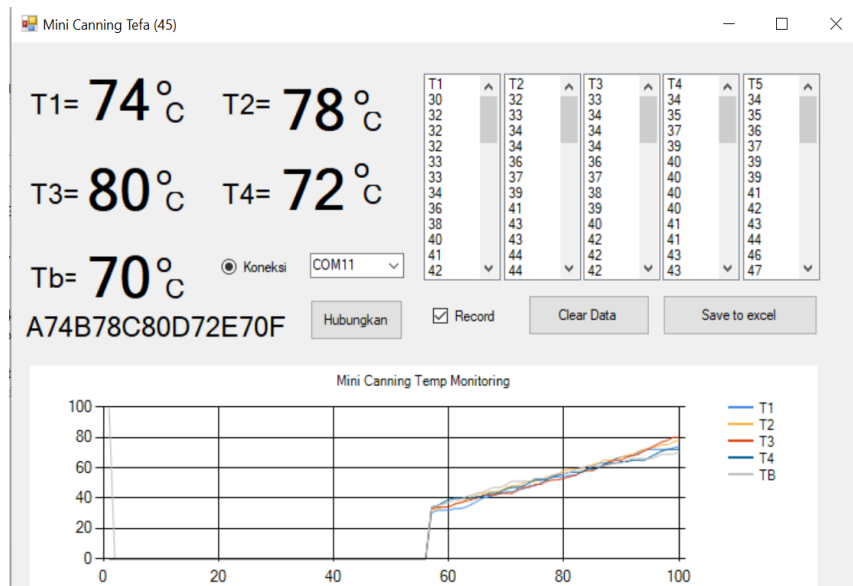 Mini Canning Tefa (45)
T1= 74 °C T2= 78 °C
T3= 80 °C T4= 72 °C
Tb= 70 °C Koneksi COM11
A74B78C80D72E70F Hubungkan
T1 T2 T3 T4 T5
30 32 33 34 34
32 33 34 35 35
32 34 34 37 36
32 34 34 39 37
33 36 36 40 39
33 37 36 40 39
34 39 38 40 41
36 41 39 40 42
38 43 40 41 43
40 43 42 41 44
41 44 42 43 46
42 44 42 43 47
Record Clear Data Save to excel
Mini Canning Temp Monitoring
100
80
60
40
20
0
0 20 40 60 80 100
T1
T2
T3
T4
TB